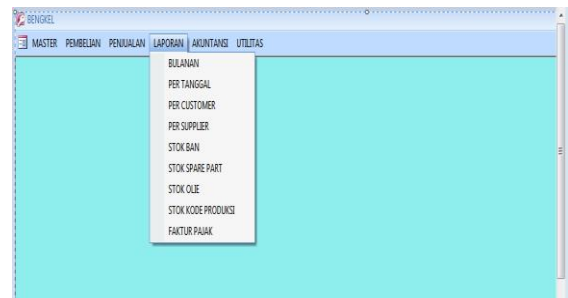 BENGKEL
MASTER PEMBELIAN PENJUALAN LAPORAN AKUNTANSI UTILITAS
BULANAN
PER TANGGAL
PER CUSTOMER
PER SUPPLIER
STOK BAN
STOK SPARE PART
STOK OLIE
STOK KODE PRODUKSI
FAKTUR PAJAK